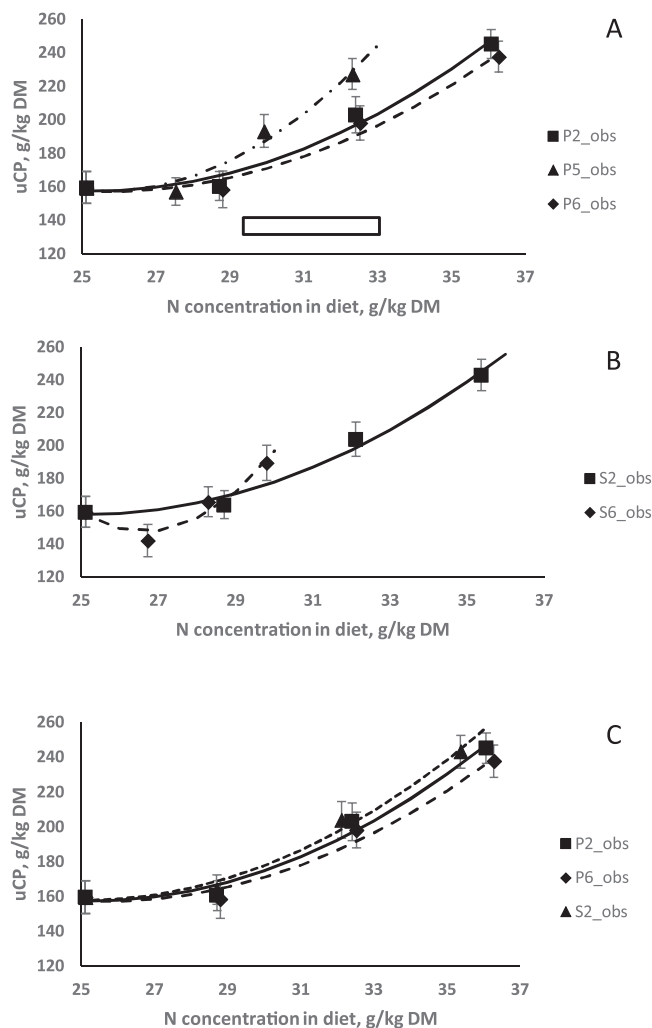 A
260
240
220
200
180
160
140
120
uCP, g/kg DM
25 27 29 31 33 35 37
N concentration in diet, g/kg DM
P2_obs
P5_obs
P6_obs
B
260
240
220
200
180
160
140
120
uCP, g/kg DM
25 27 29 31 33 35 37
N concentration in diet, g/kg DM
S2_obs
S6_obs
C
260
240
220
200
180
160
140
120
uCP, g/kg DM
25 27 29 31 33 35 37
N concentration in diet, g/kg DM
P2_obs
P6_obs
S2_obs